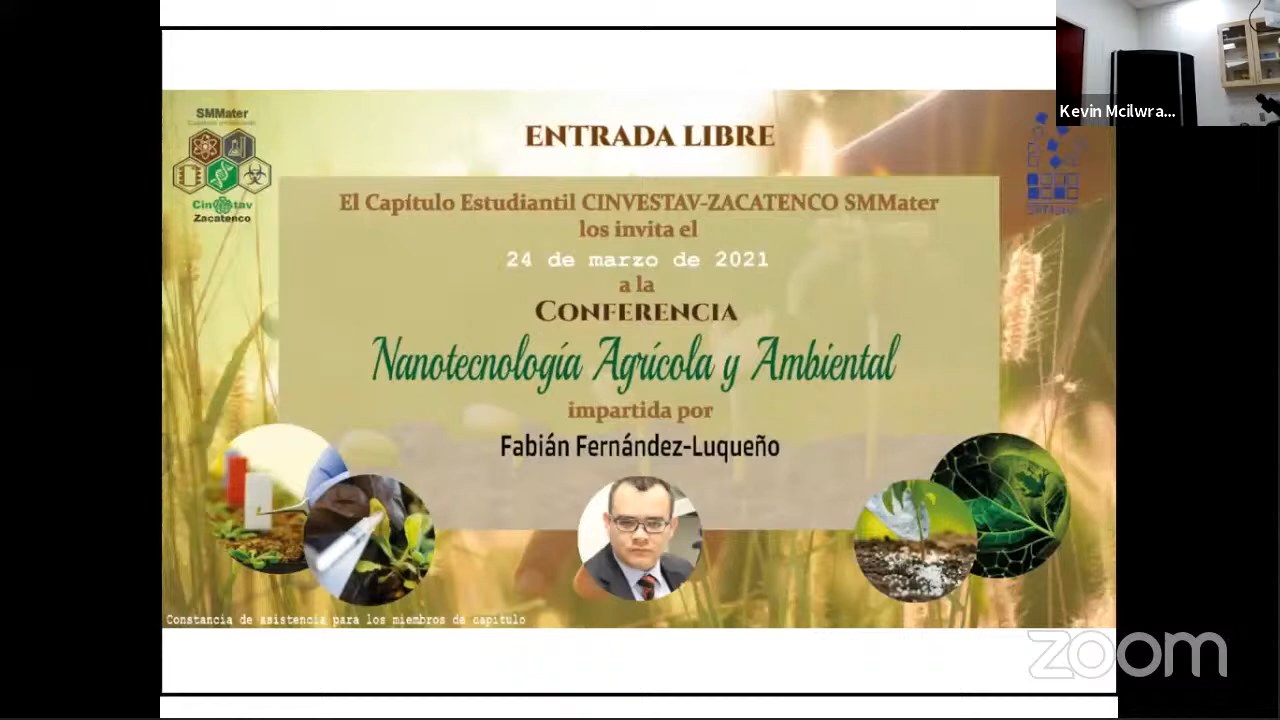 Kevin Mcilwra...
SMMater
ENTRADA LIBRE
Cinvestav
Zacatenco
SMMater
El Capítulo Estudiantil CINVESTAV-ZACATENCO SMMater
los invita el
24 de marzo de 2021
a la
CONFERENCIA
Nanotecnología Agrícola y Ambiental
impartida por
Fabián Fernández-Luqueño
Constancia de asistencia para los miembros de capitulo
zoom